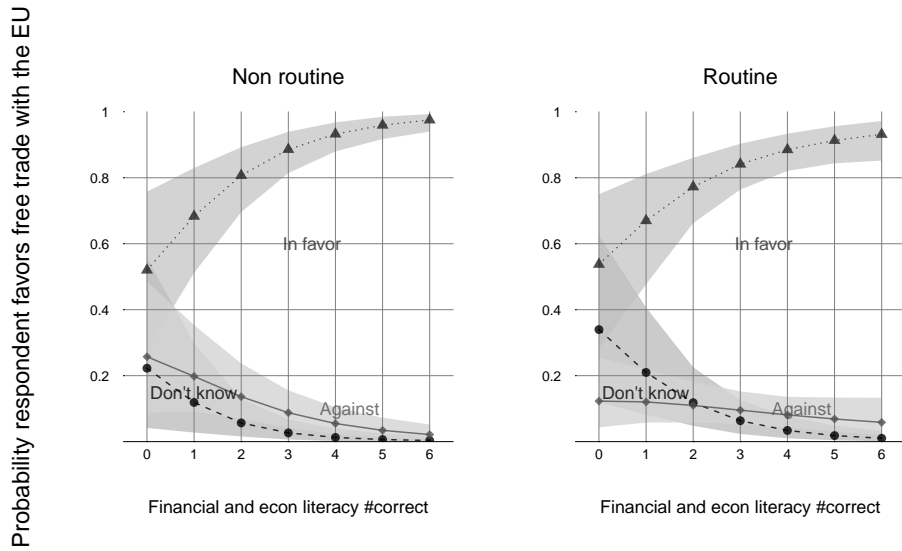 Probability respondent favors free trade with the EU
Non routine
1
0.8
0.6
0.4
0.2
In favor
Don't know
Against
0 1 2 3 4 5 6
Financial and econ literacy #correct
Routine
1
0.8
0.6
0.4
0.2
In favor
Don't know
Against
0 1 2 3 4 5 6
Financial and econ literacy #correct